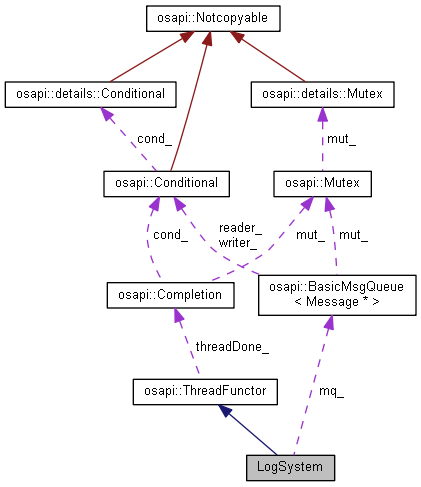 osapi::Notcopyable
osapi::details::Conditional
osapi::details::Mutex
cond_
mut_
osapi::Conditional
osapi::Mutex
reader_
writer_
cond_
mut_
mut_
osapi::Completion
osapi::BasicMsgQueue
< Message * >
threadDone_
osapi::ThreadFunctor
mq_
LogSystem